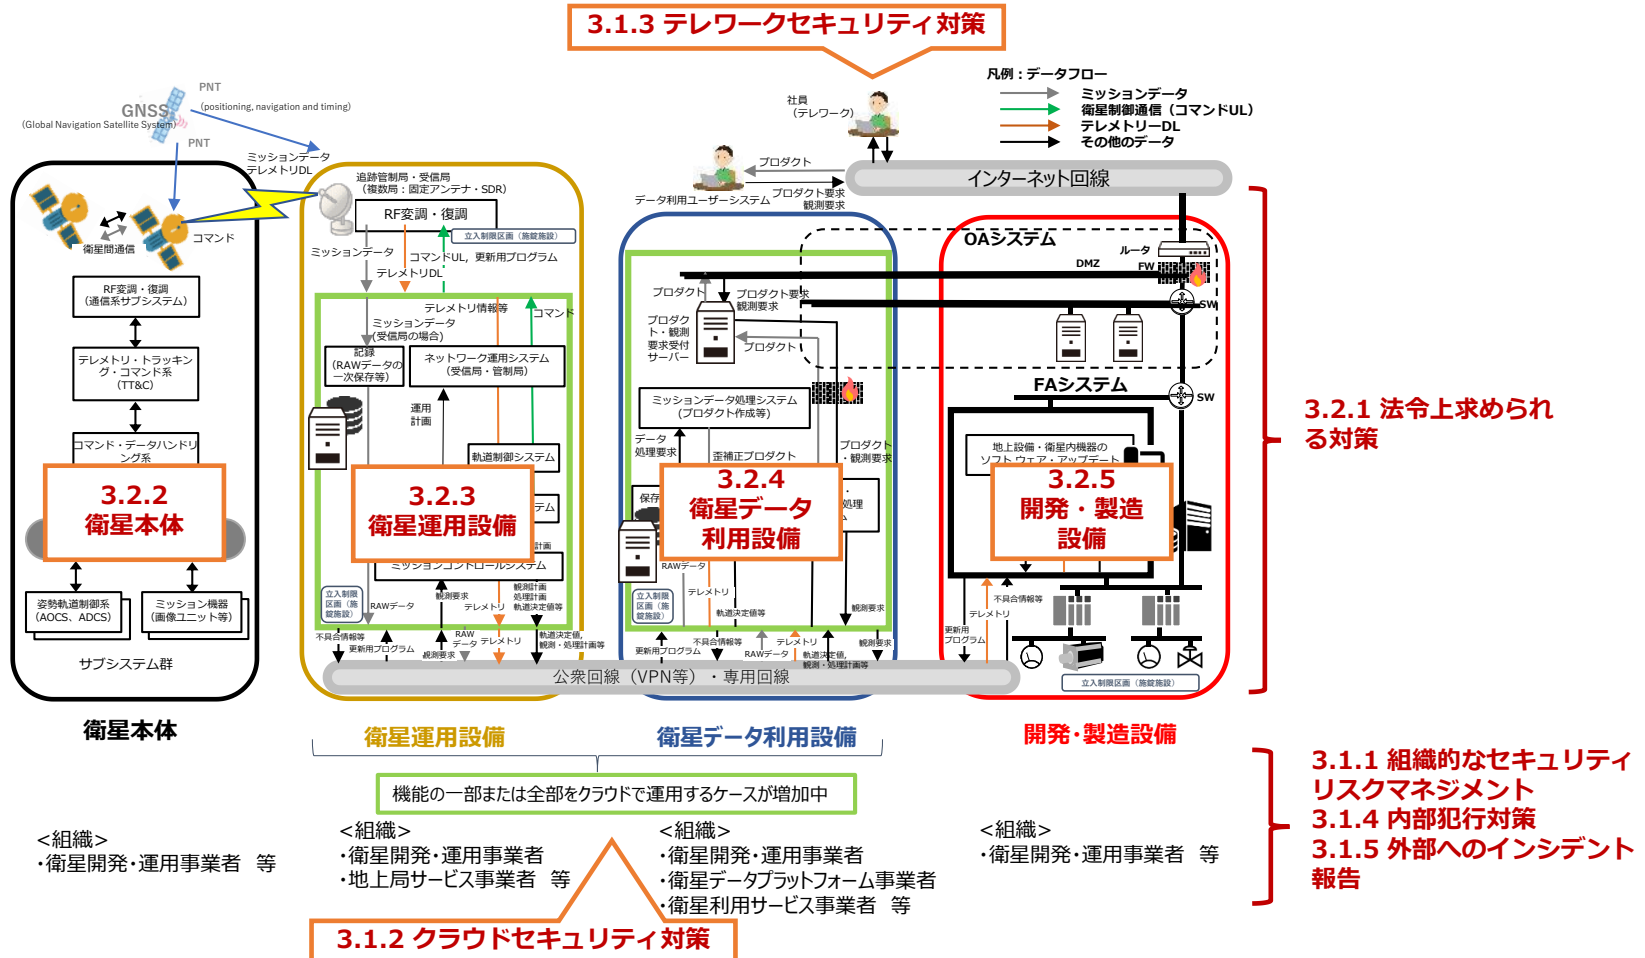 3.1.3 テレワークセキュリティ対策
凡例：データフロー
ミッションデータ
衛星制御通信（コマンドUL）
テレメトリーDL
その他のデータ
社員
（テレワーク）
PNT
(positioning, navigation and timing)
GNSS
(Global Navigation Satellite System)
PNT
ミッションデータ
テレメトリDL
コマンド
衛星間通信
RF変調・復調
（通信系サブシステム）
テレメトリ・トラッキン
グ・コマンド系
（TT&C）
コマンド・データハンドリ
ング系
3.2.2
衛星本体
姿勢軌道制御系
（AOCS、ADCS）
ミッション機器
（画像ユニット等）
サブシステム群
衛星本体
追跡管制局・受信局
（複数局：固定アンテナ・SDR）
RF変調・復調
立入制限区画（施錠施設）
ミッションデータ
コマンドUL，更新用プログラム
テレメトリDL
テレメトリ情報等
コマンド
ミッションデータ
(受信局の場合)
記録
（RAWデータの
一次保存等）
ネットワーク運用システム
（受信局・管制局）
運用
計画
軌道制御システム
テム
計画
3.2.3
衛星運用設備
ミッションコントロールシステム
立入制限
区画（施
錠施設）
RAWデータ
観測要求
テレメトリ
観測計画
処理計画
軌道決定値等
不具合情報等
更新用プログラム
観測要求
RAW
データ
テレメトリ
軌道決定値,
観測・処理計画等
公衆回線（VPN等）・専用回線
衛星運用設備
データ利用ユーザーシステム
プロダクト
プロダクト要求
観測要求
インターネット回線
プロダクト
プロダクト要求
観測要求
プロダク
ト・観測
要求受付
サーバー
プロダクト
ミッションデータ処理システム
(プロダクト作成等)
データ
処理要求
歪補正プロダクト
プロダクト
・観測要求
保存
・
処理
ム
3.2.4
衛星データ
利用設備
RAWデータ
テレメトリ
軌道決定値等
観測要求
立入制限
区画（施
錠施設）
更新用プログラム
不具合情報等
RAWデータ
テレメトリ
軌道決定値,
観測・処理計画等
観測要求
衛星データ利用設備
OAシステム
ルータ
DMZ
FW
SW
FAシステム
SW
地上設備・衛星内機器の
ソフトウェア・アップデート
3.2.5
開発・製造
設備
不具合情報等
テレメトリ
更新用
プログラム
立入制限区画（施錠施設）
開発・製造設備
3.2.1 法令上求められ
る対策
機能の一部または全部をクラウドで運用するケースが増加中
<組織>
・衛星開発・運用事業者　等
<組織>
・衛星開発・運用事業者
・地上局サービス事業者　等
<組織>
・衛星開発・運用事業者
・衛星データプラットフォーム事業者
・衛星利用サービス事業者　等
<組織>
・衛星開発・運用事業者　等
3.1.1 組織的なセキュリティ
リスクマネジメント
3.1.4 内部犯行対策
3.1.5 外部へのインシデント
報告
3.1.2 クラウドセキュリティ対策